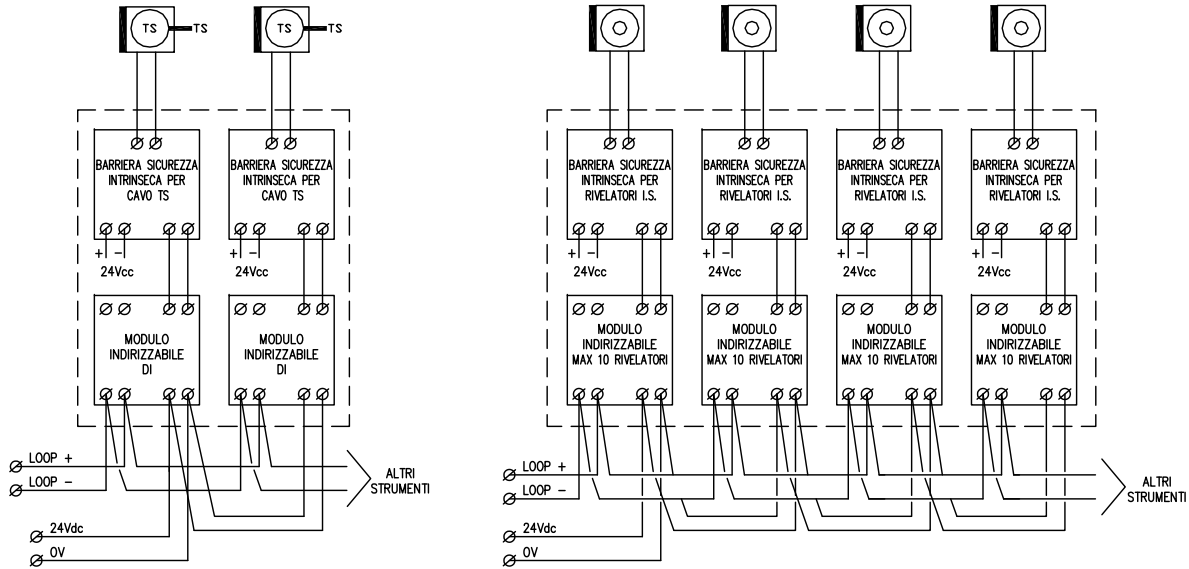 TS TS TS TS
BARRIERA SICUREZZA
INTRINSECA PER
CAVO TS
BARRIERA SICUREZZA
INTRINSECA PER
CAVO TS
BARRIERA SICUREZZA
INTRINSECA PER
RIVELATORI I.S.
BARRIERA SICUREZZA
INTRINSECA PER
RIVELATORI I.S.
BARRIERA SICUREZZA
INTRINSECA PER
RIVELATORI I.S.
BARRIERA SICUREZZA
INTRINSECA PER
RIVELATORI I.S.
+ - + - + - + - + - + -
24Vcc 24Vcc 24Vcc 24Vcc 24Vcc 24Vcc
MODULO
INDIRIZZABILE
DI
MODULO
INDIRIZZABILE
DI
MODULO
INDIRIZZABILE
MAX 10 RIVELATORI
MODULO
INDIRIZZABILE
MAX 10 RIVELATORI
MODULO
INDIRIZZABILE
MAX 10 RIVELATORI
MODULO
INDIRIZZABILE
MAX 10 RIVELATORI
LOOP +
LOOP -
24Vdc
0V
ALTRI
STRUMENTI
LOOP +
LOOP -
24Vdc
0V
ALTRI
STRUMENTI